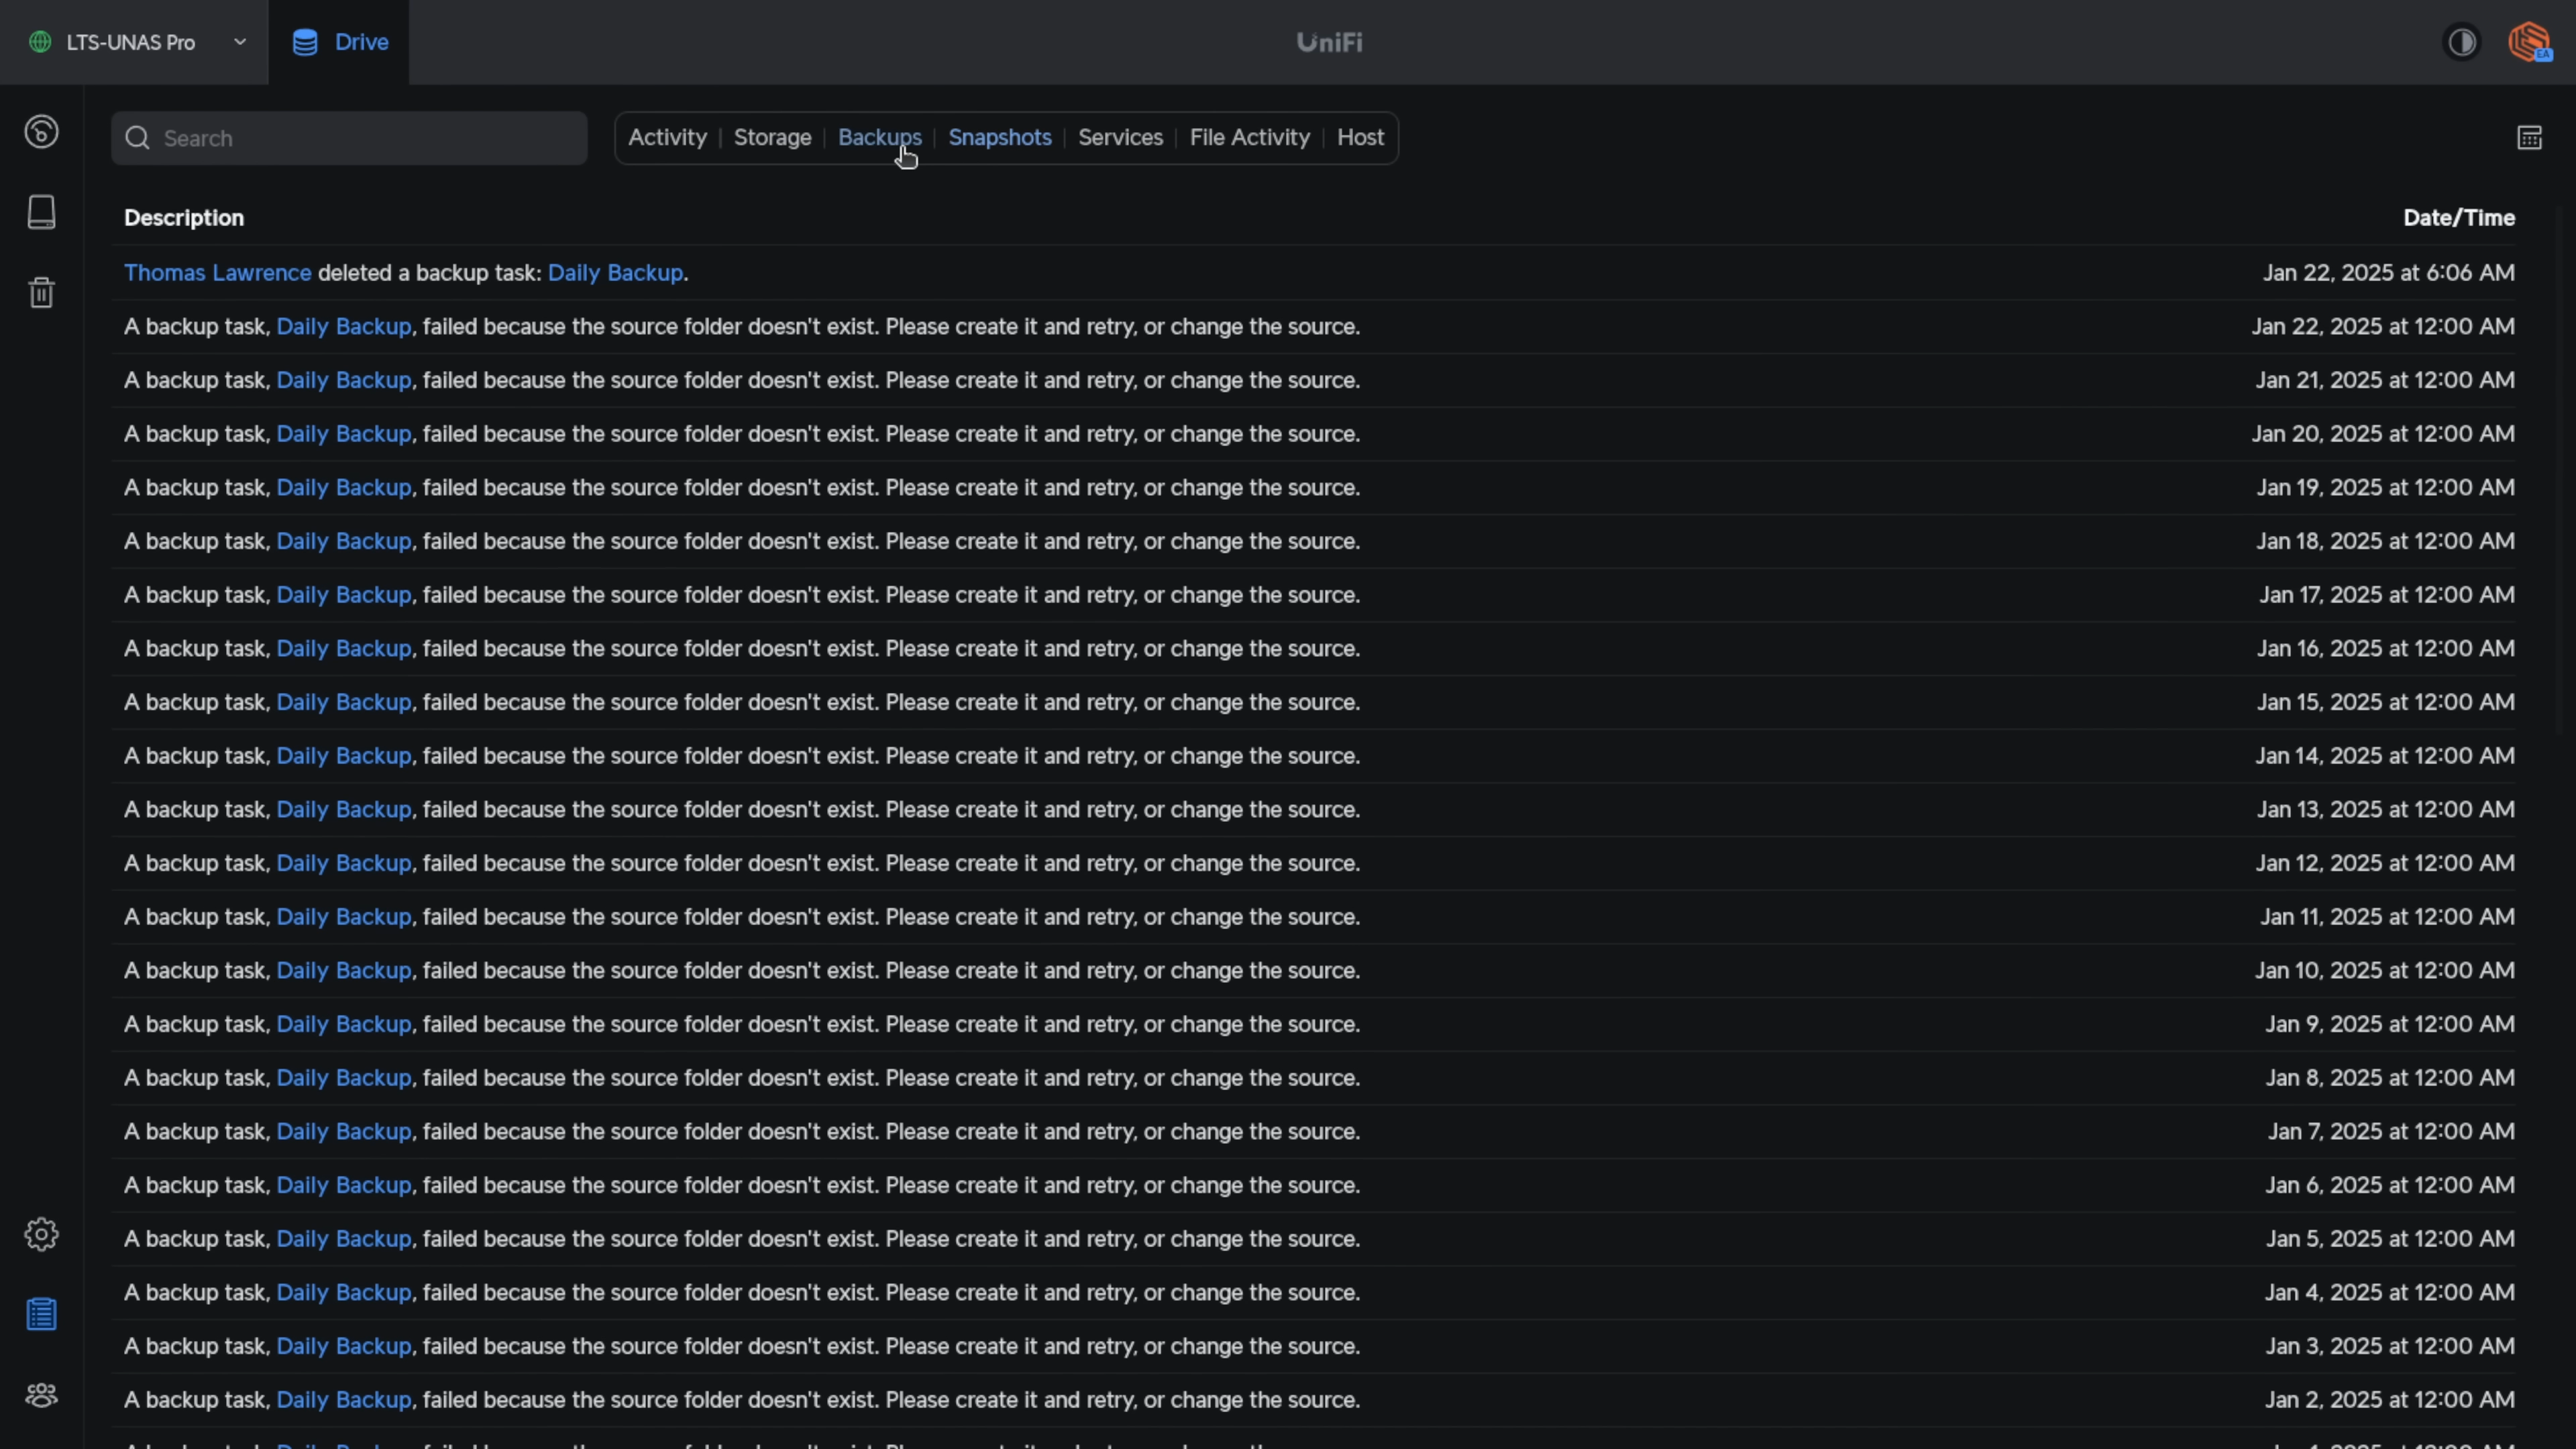 LTS-UNAS Pro Drive UniFi EA
Search Activity Storage Backups Snapshots Services File Activity Host
Description Date/Time
Thomas Lawrence deleted a backup task: Daily Backup. Jan 22, 2025 at 6:06 AM
A backup task, Daily Backup, failed because the source folder doesn't exist. Please create it and retry, or change the source. Jan 22, 2025 at 12:00 AM
A backup task, Daily Backup, failed because the source folder doesn't exist. Please create it and retry, or change the source. Jan 21, 2025 at 12:00 AM
A backup task, Daily Backup, failed because the source folder doesn't exist. Please create it and retry, or change the source. Jan 20, 2025 at 12:00 AM
A backup task, Daily Backup, failed because the source folder doesn't exist. Please create it and retry, or change the source. Jan 19, 2025 at 12:00 AM
A backup task, Daily Backup, failed because the source folder doesn't exist. Please create it and retry, or change the source. Jan 18, 2025 at 12:00 AM
A backup task, Daily Backup, failed because the source folder doesn't exist. Please create it and retry, or change the source. Jan 17, 2025 at 12:00 AM
A backup task, Daily Backup, failed because the source folder doesn't exist. Please create it and retry, or change the source. Jan 16, 2025 at 12:00 AM
A backup task, Daily Backup, failed because the source folder doesn't exist. Please create it and retry, or change the source. Jan 15, 2025 at 12:00 AM
A backup task, Daily Backup, failed because the source folder doesn't exist. Please create it and retry, or change the source. Jan 14, 2025 at 12:00 AM
A backup task, Daily Backup, failed because the source folder doesn't exist. Please create it and retry, or change the source. Jan 13, 2025 at 12:00 AM
A backup task, Daily Backup, failed because the source folder doesn't exist. Please create it and retry, or change the source. Jan 12, 2025 at 12:00 AM
A backup task, Daily Backup, failed because the source folder doesn't exist. Please create it and retry, or change the source. Jan 11, 2025 at 12:00 AM
A backup task, Daily Backup, failed because the source folder doesn't exist. Please create it and retry, or change the source. Jan 10, 2025 at 12:00 AM
A backup task, Daily Backup, failed because the source folder doesn't exist. Please create it and retry, or change the source. Jan 9, 2025 at 12:00 AM
A backup task, Daily Backup, failed because the source folder doesn't exist. Please create it and retry, or change the source. Jan 8, 2025 at 12:00 AM
A backup task, Daily Backup, failed because the source folder doesn't exist. Please create it and retry, or change the source. Jan 7, 2025 at 12:00 AM
A backup task, Daily Backup, failed because the source folder doesn't exist. Please create it and retry, or change the source. Jan 6, 2025 at 12:00 AM
A backup task, Daily Backup, failed because the source folder doesn't exist. Please create it and retry, or change the source. Jan 5, 2025 at 12:00 AM
A backup task, Daily Backup, failed because the source folder doesn't exist. Please create it and retry, or change the source. Jan 4, 2025 at 12:00 AM
A backup task, Daily Backup, failed because the source folder doesn't exist. Please create it and retry, or change the source. Jan 3, 2025 at 12:00 AM
A backup task, Daily Backup, failed because the source folder doesn't exist. Please create it and retry, or change the source. Jan 2, 2025 at 12:00 AM